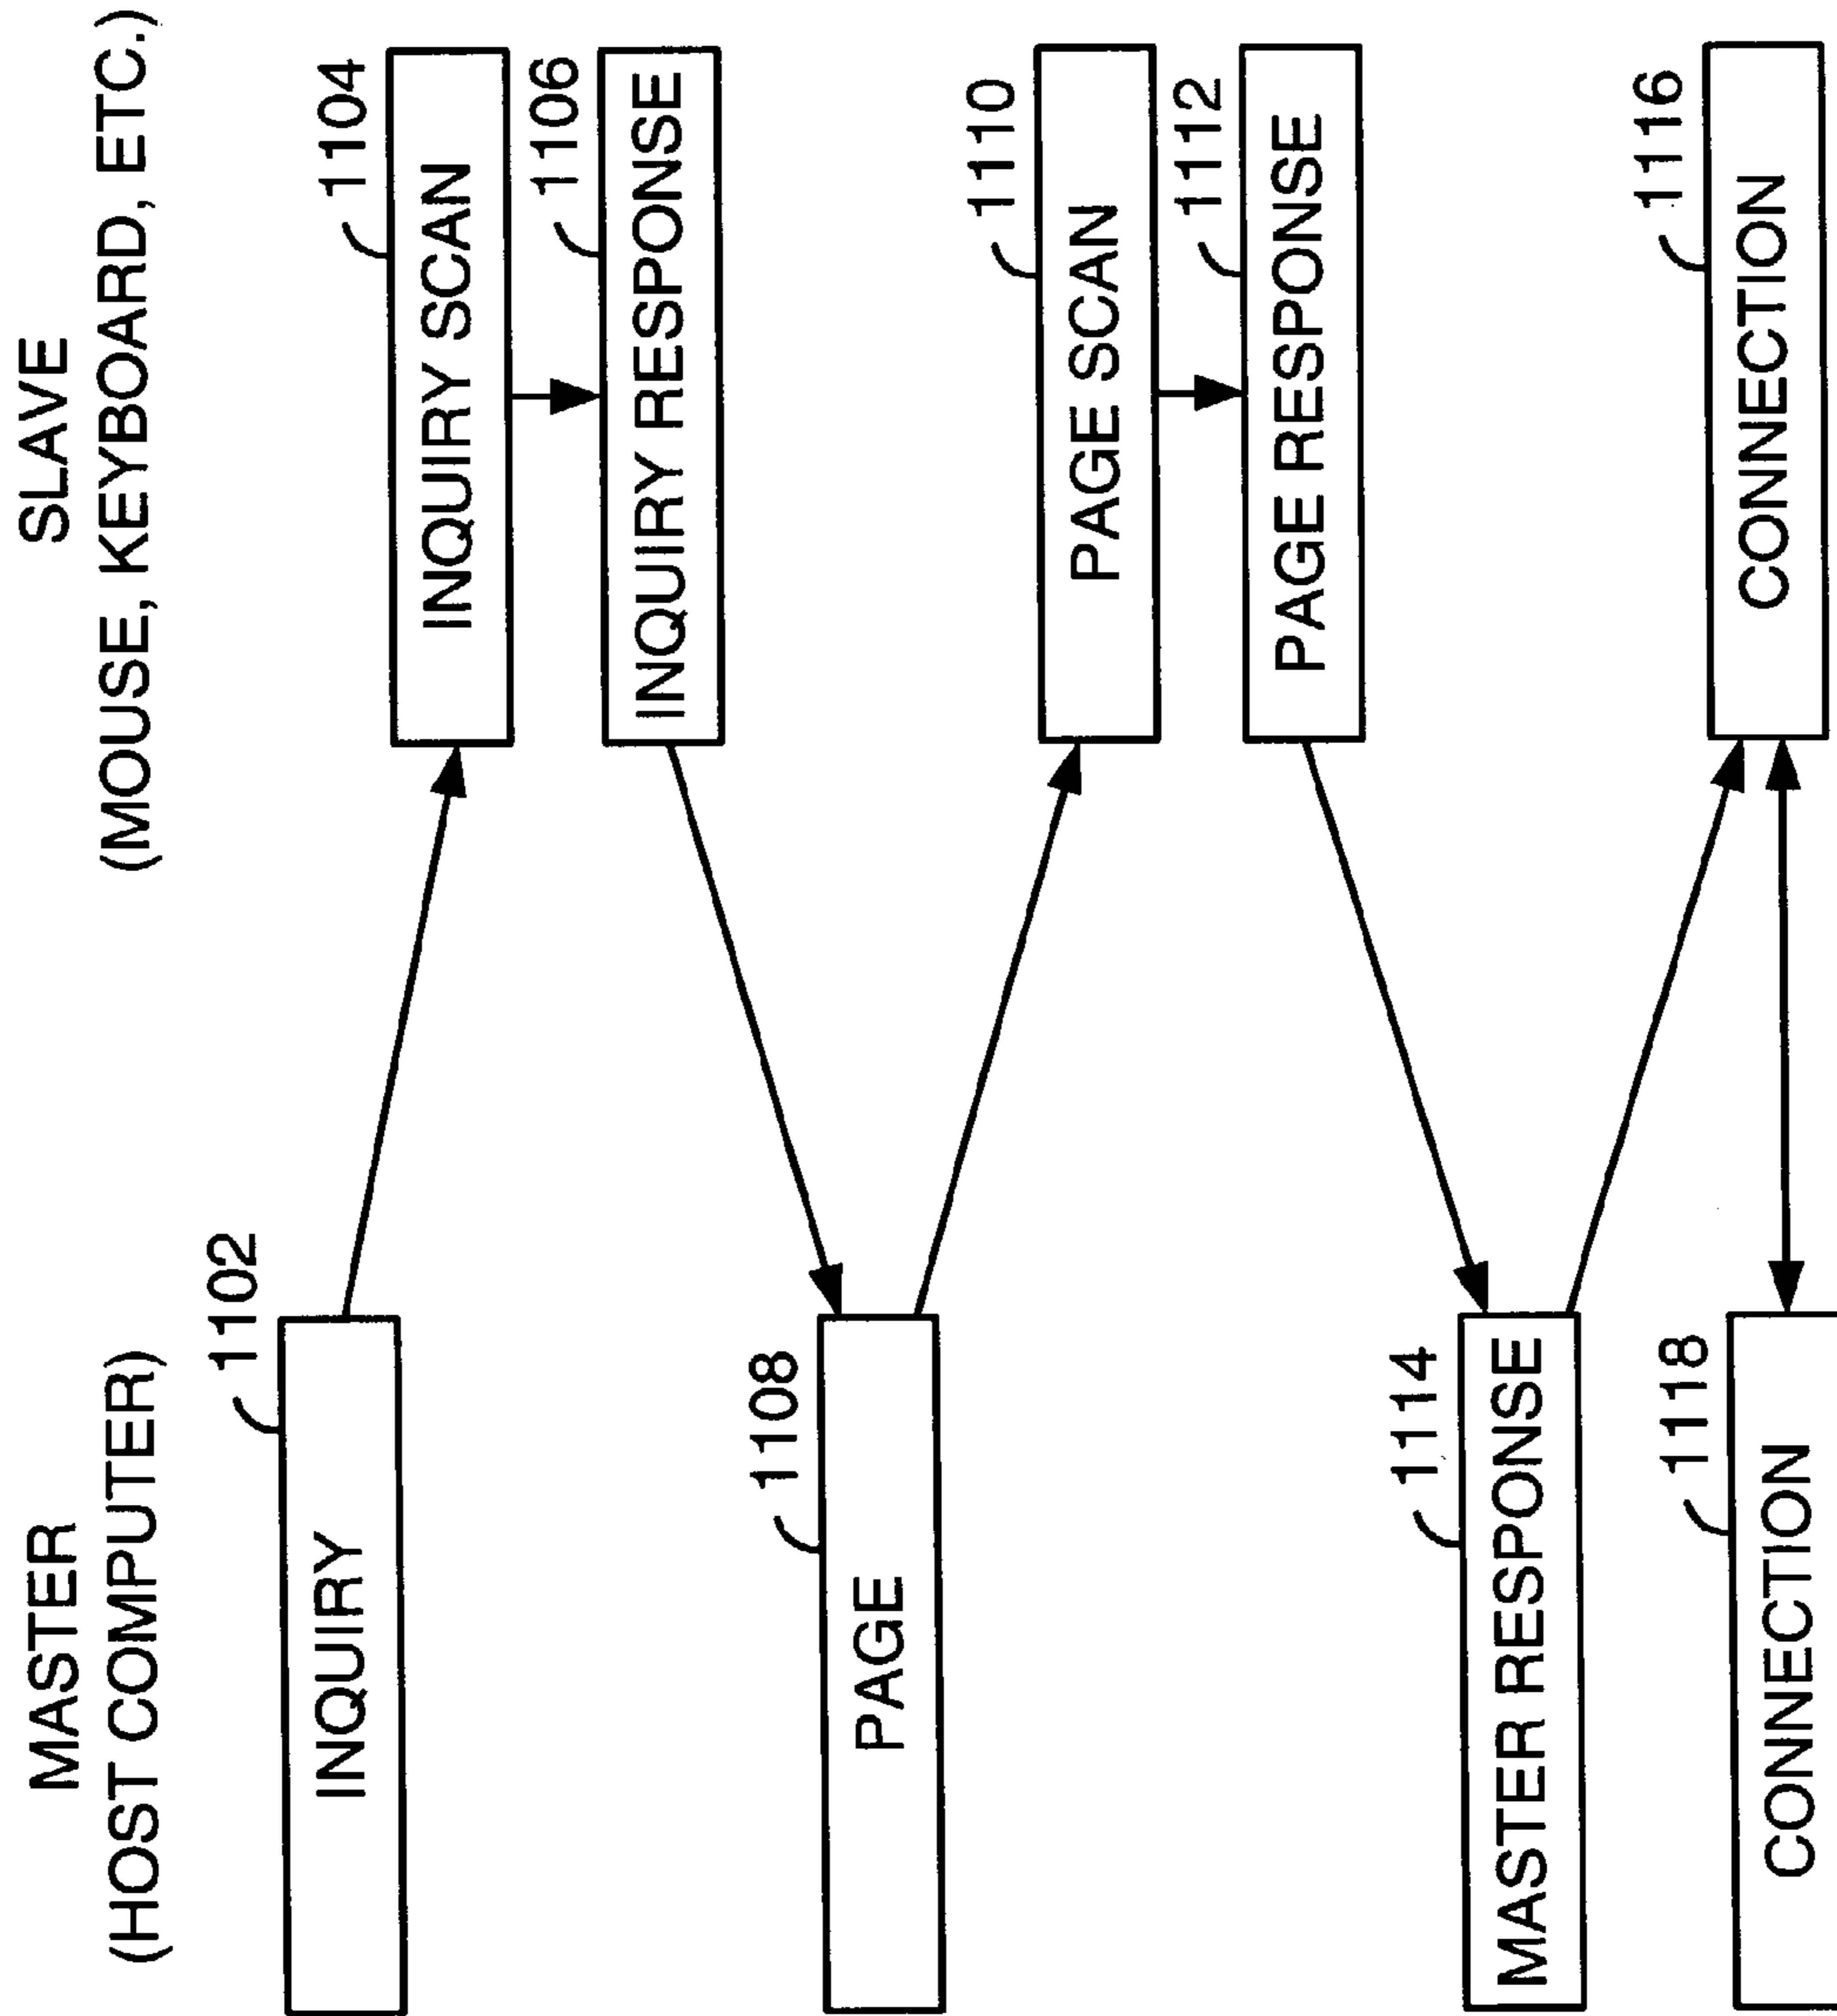 MASTER
(HOST COMPUTER)
SLAVE
(MOUSE, KEYBOARD, ETC.)
1102
INQUIRY
1104
INQUIRY SCAN
1106
INQUIRY RESPONSE
1108
PAGE
1110
PAGE SCAN
1112
PAGE RESPONSE
1114
MASTER RESPONSE
1116
CONNECTION
1118
CONNECTION